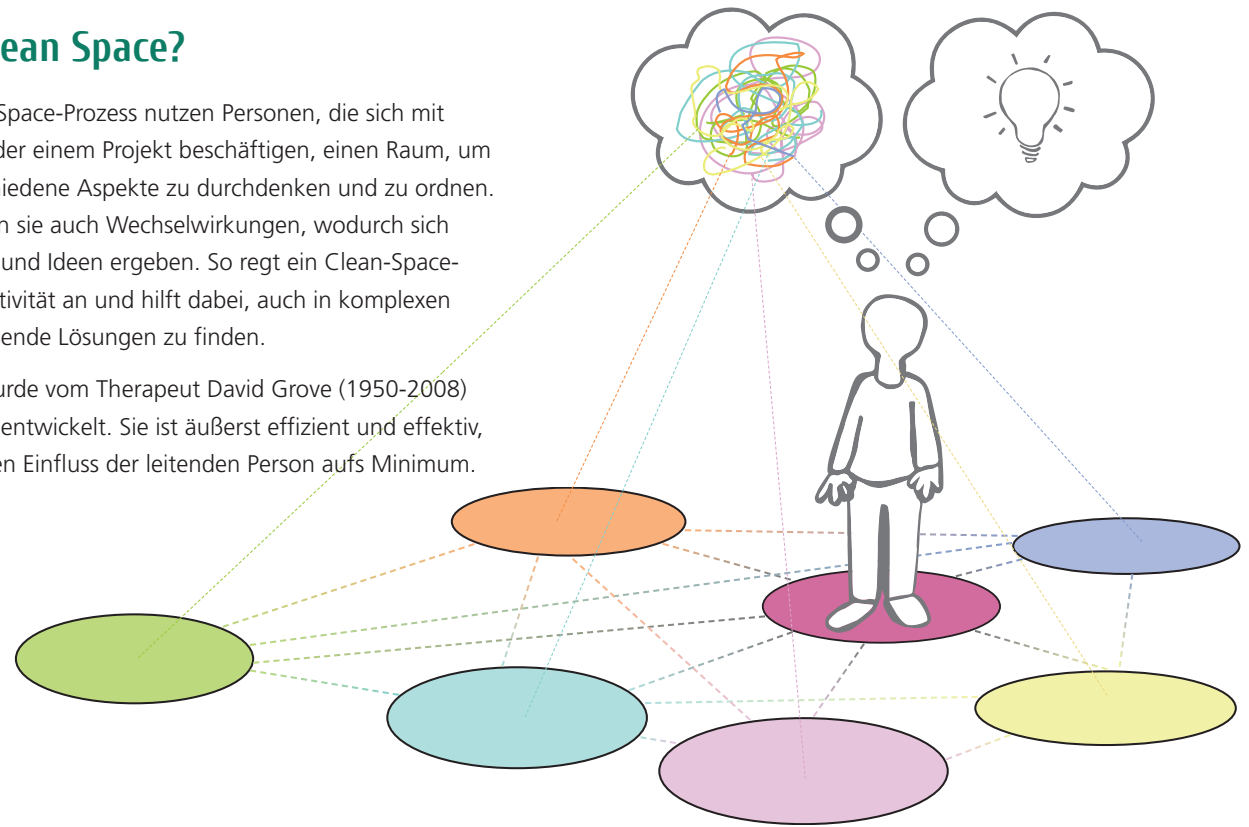 ean Space?
Space-Prozess nutzen Personen, die sich mit
der einem Projekt beschäftigen, einen Raum, um
iedene Aspekte zu durchdenken und zu ordnen.
n sie auch Wechselwirkungen, wodurch sich
und Ideen ergeben. So regt ein Clean-Space-
tivität an und hilft dabei, auch in komplexen
ende Lösungen zu finden.
urde vom Therapeut David Grove (1950-2008)
entwickelt. Sie ist äußerst effizient und effektiv,
en Einfluss der leitenden Person aufs Minimum.